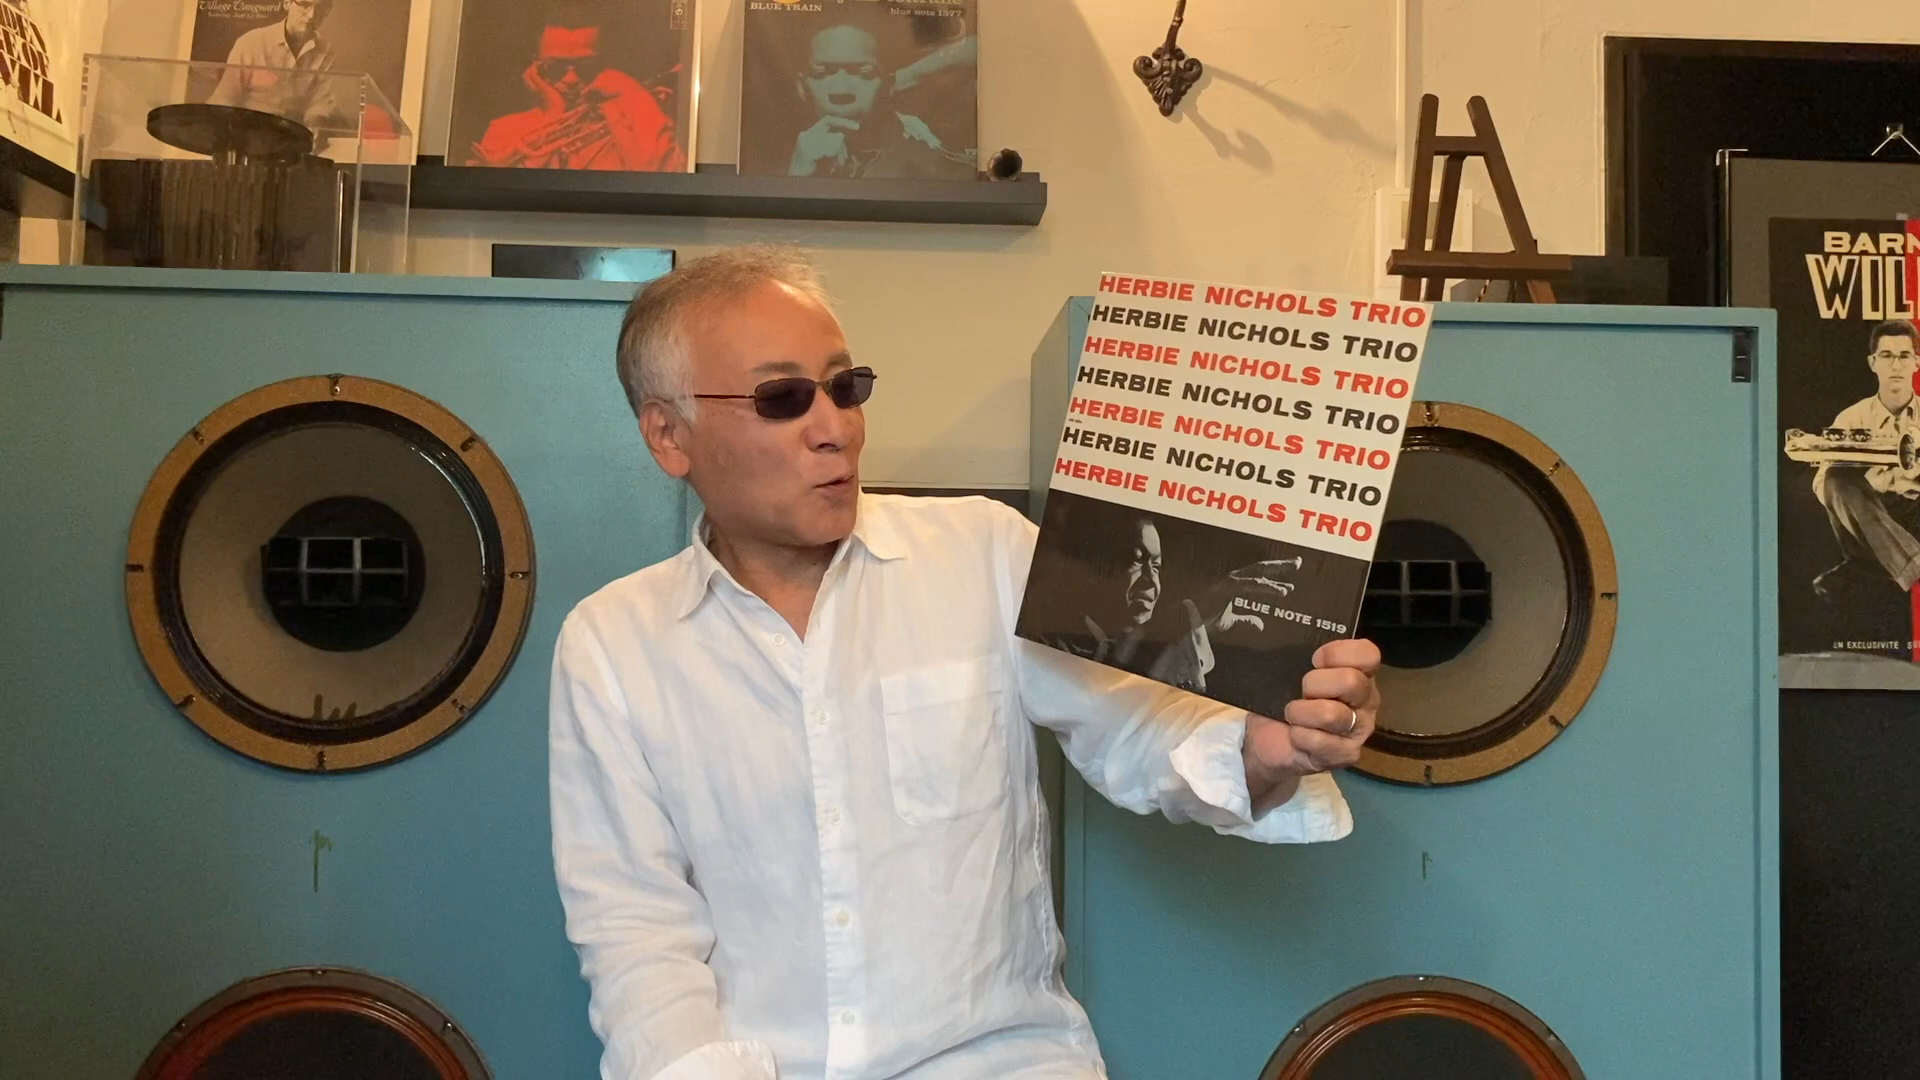 Village Vanguard
BLUE TRAIN
blue note 1577
HERBIE NICHOLS TRIO
HERBIE NICHOLS TRIO
HERBIE NICHOLS TRIO
HERBIE NICHOLS TRIO
HERBIE NICHOLS TRIO
HERBIE NICHOLS TRIO
HERBIE NICHOLS TRIO
BLUE NOTE 1519
BARN
WIL
EN EXCLUSIVITE